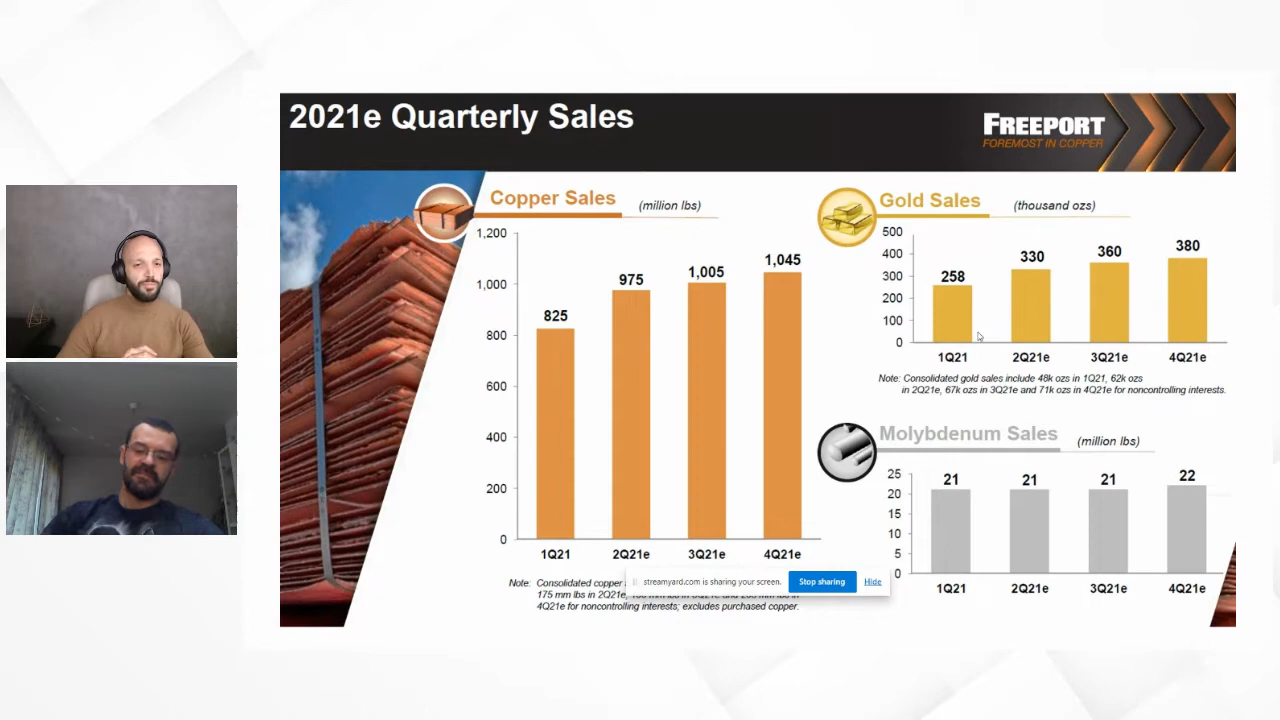 2021e Quarterly Sales
FREEPORT
FOREMOST IN COPPER
Copper Sales
(million lbs)
1,200
1,000
800
600
400
200
0
825
975
1,005
1,045
1Q21
2Q21e
3Q21e
4Q21e
Note: Consolidated copper
175 mm lbs in 2Q21e,
4Q21e for noncontrolling interests; excludes purchased copper.
streamyard.com is sharing your screen.
Stop sharing
Hide
Gold Sales
(thousand ozs)
500
400
300
200
100
0
258
330
360
380
1Q21
2Q21e
3Q21e
4Q21e
Note: Consolidated gold sales include 48k ozs in 1Q21, 62k ozs
in 2Q21e, 67k ozs in 3Q21e and 71k ozs in 4Q21e for noncontrolling interests.
Molybdenum Sales
(million lbs)
25
20
15
10
5
0
21
21
21
22
1Q21
2Q21e
3Q21e
4Q21e